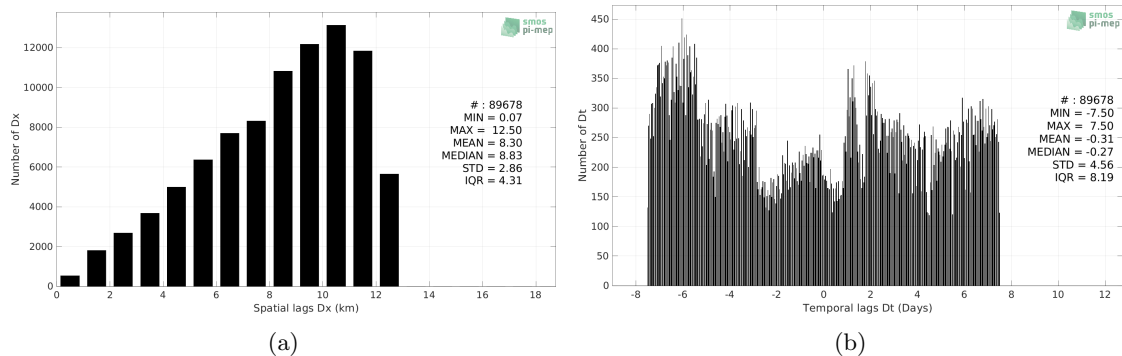 smos
pi-mep
12000
10000
8000
6000
4000
2000
0
Number of Dx
# : 89678
MIN = 0.07
MAX = 12.50
MEAN = 8.30
MEDIAN = 8.83
STD = 2.86
IQR = 4.31
0 2 4 6 8 10 12 14 16 18
Spatial lags Dx (km)
(a)
smos
pi-mep
450
400
350
300
250
200
150
100
50
0
Number of Dt
# : 89678
MIN = -7.50
MAX = 7.50
MEAN = -0.31
MEDIAN = -0.27
STD = 4.56
IQR = 8.19
-8 -6 -4 -2 0 2 4 6 8 10 12
Temporal lags Dt (Days)
(b)